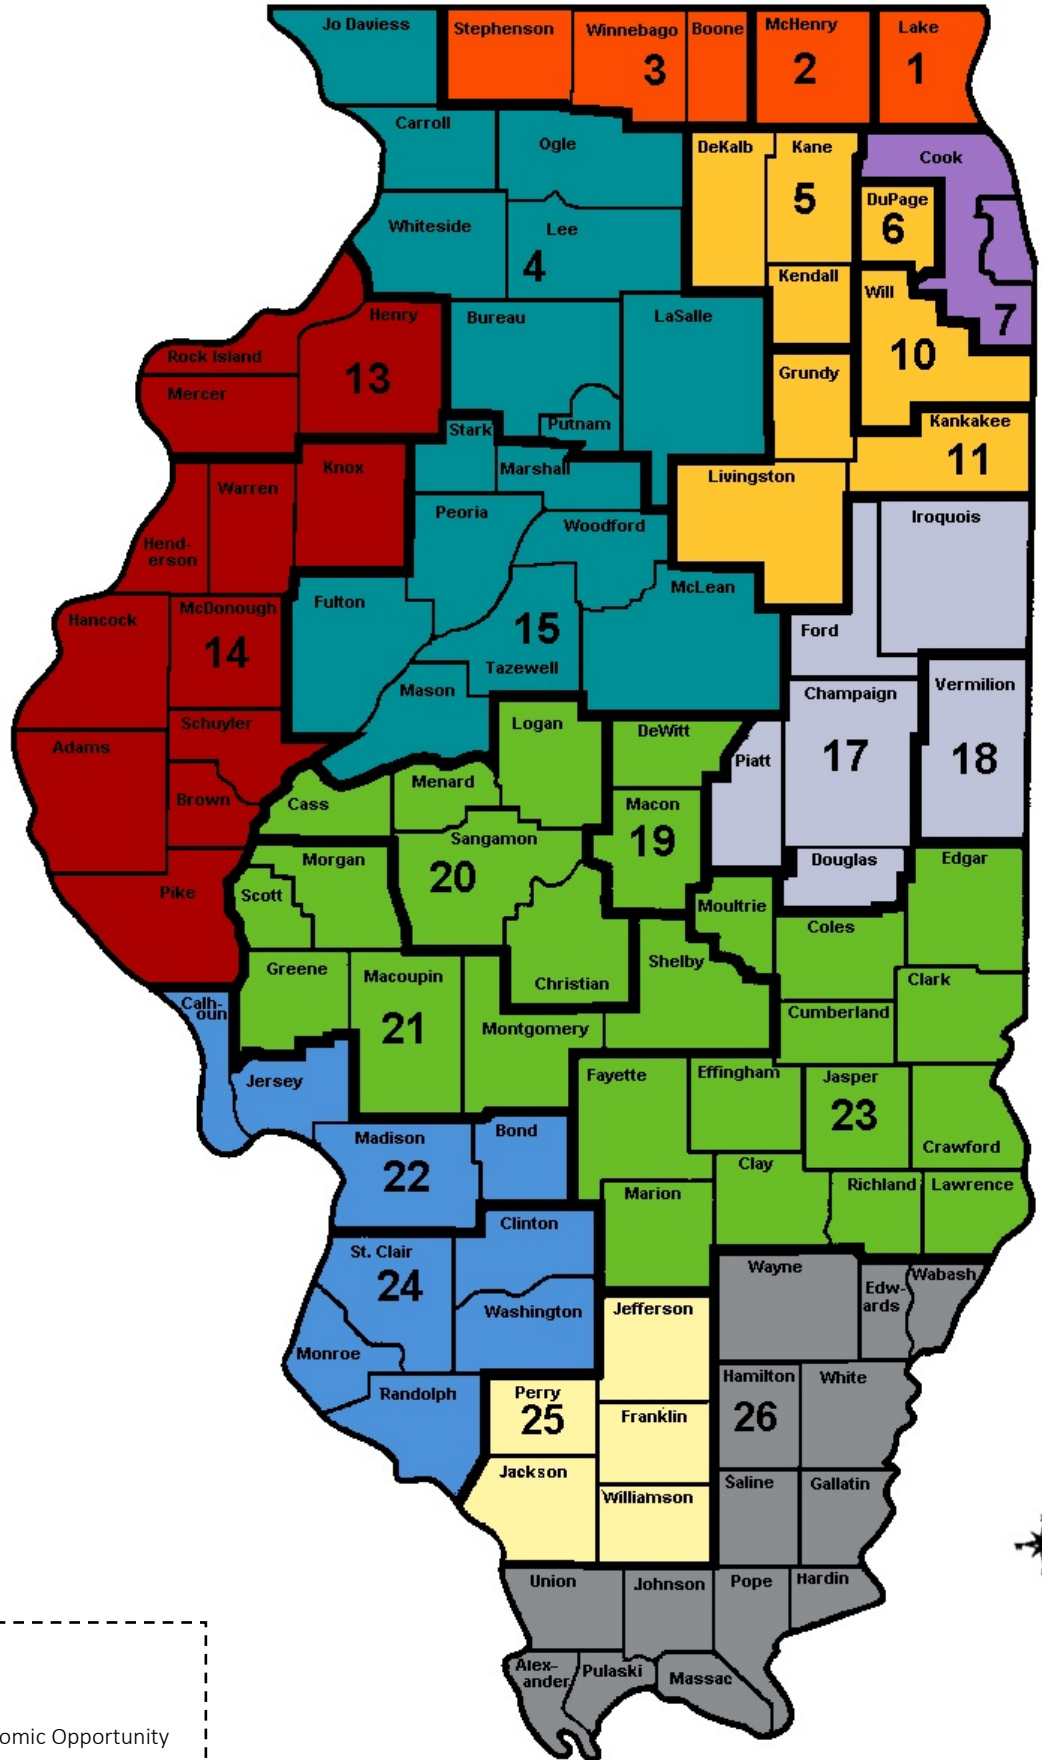 Jo Daviess
Stephenson
Winnebago
Boone
McHenry
Lake
3
2
1
Carroll
Ogle
DeKalb
Kane
Cook
5
DuPage
6
Whiteside
Lee
4
Kendall
Will
7
Rock Island
Henry
13
Mercer
Bureau
LaSalle
Grundy
10
Putnam
Stark
Kankakee
11
Marshall
Knox
Warren
Livingston
Peoria
Woodford
Iroquois
Hend-
erson
McLean
Fulton
Hancock
McDonough
14
15
Tazewell
Ford
Mason
Champaign
Vermilion
17
18
Schuyler
Logan
DeWitt
Adams
Piatt
Brown
Cass
Menard
Macon
19
Sangamon
20
Morgan
Douglas
Edgar
Pike
Scott
Moultrie
Coles
Greene
Macoupin
Christian
Shelby
Clark
Calh-
oun
21
Montgomery
Cumberland
Jersey
Fayette
Effingham
Jasper
23
Crawford
Madison
22
Bond
Clay
Marion
Richland
Lawrence
Clinton
St. Clair
24
Wayne
Edw-
ards
Wabash
Washington
Jefferson
Monroe
Randolph
Perry
25
Hamilton
26
White
Franklin
Jackson
Williamson
Saline
Gallatin
Union
Johnson
Pope
Hardin
Alex-
ander
Pulaski
Massac
omic Opportunity